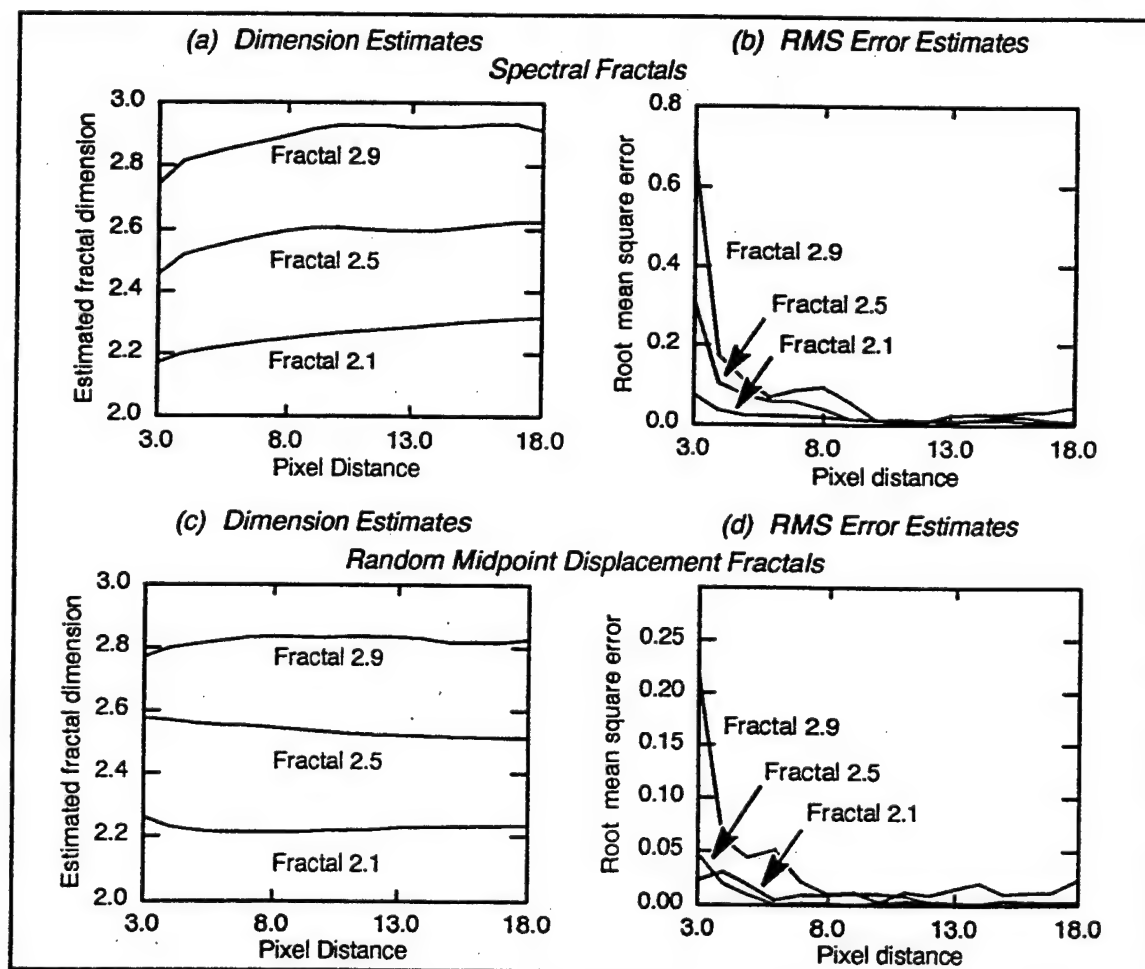 (a) Dimension Estimates
(b) RMS Error Estimates
Spectral Fractals
Estimated fractal dimension
3.0
2.8
2.6
2.4
2.2
2.0
Fractal 2.9
Fractal 2.5
Fractal 2.1
3.0 8.0 13.0 18.0
Pixel Distance
Root mean square error
0.8
0.6
0.4
0.2
0.0
Fractal 2.9
Fractal 2.5
Fractal 2.1
3.0 8.0 13.0 18.0
Pixel distance
(c) Dimension Estimates
(d) RMS Error Estimates
Random Midpoint Displacement Fractals
Estimated fractal dimension
3.0
2.8
2.6
2.4
2.2
2.0
Fractal 2.9
Fractal 2.5
Fractal 2.1
3.0 8.0 13.0 18.0
Pixel Distance
Root mean square error
0.25
0.20
0.15
0.10
0.05
0.00
Fractal 2.9
Fractal 2.5
Fractal 2.1
3.0 8.0 13.0 18.0
Pixel distance